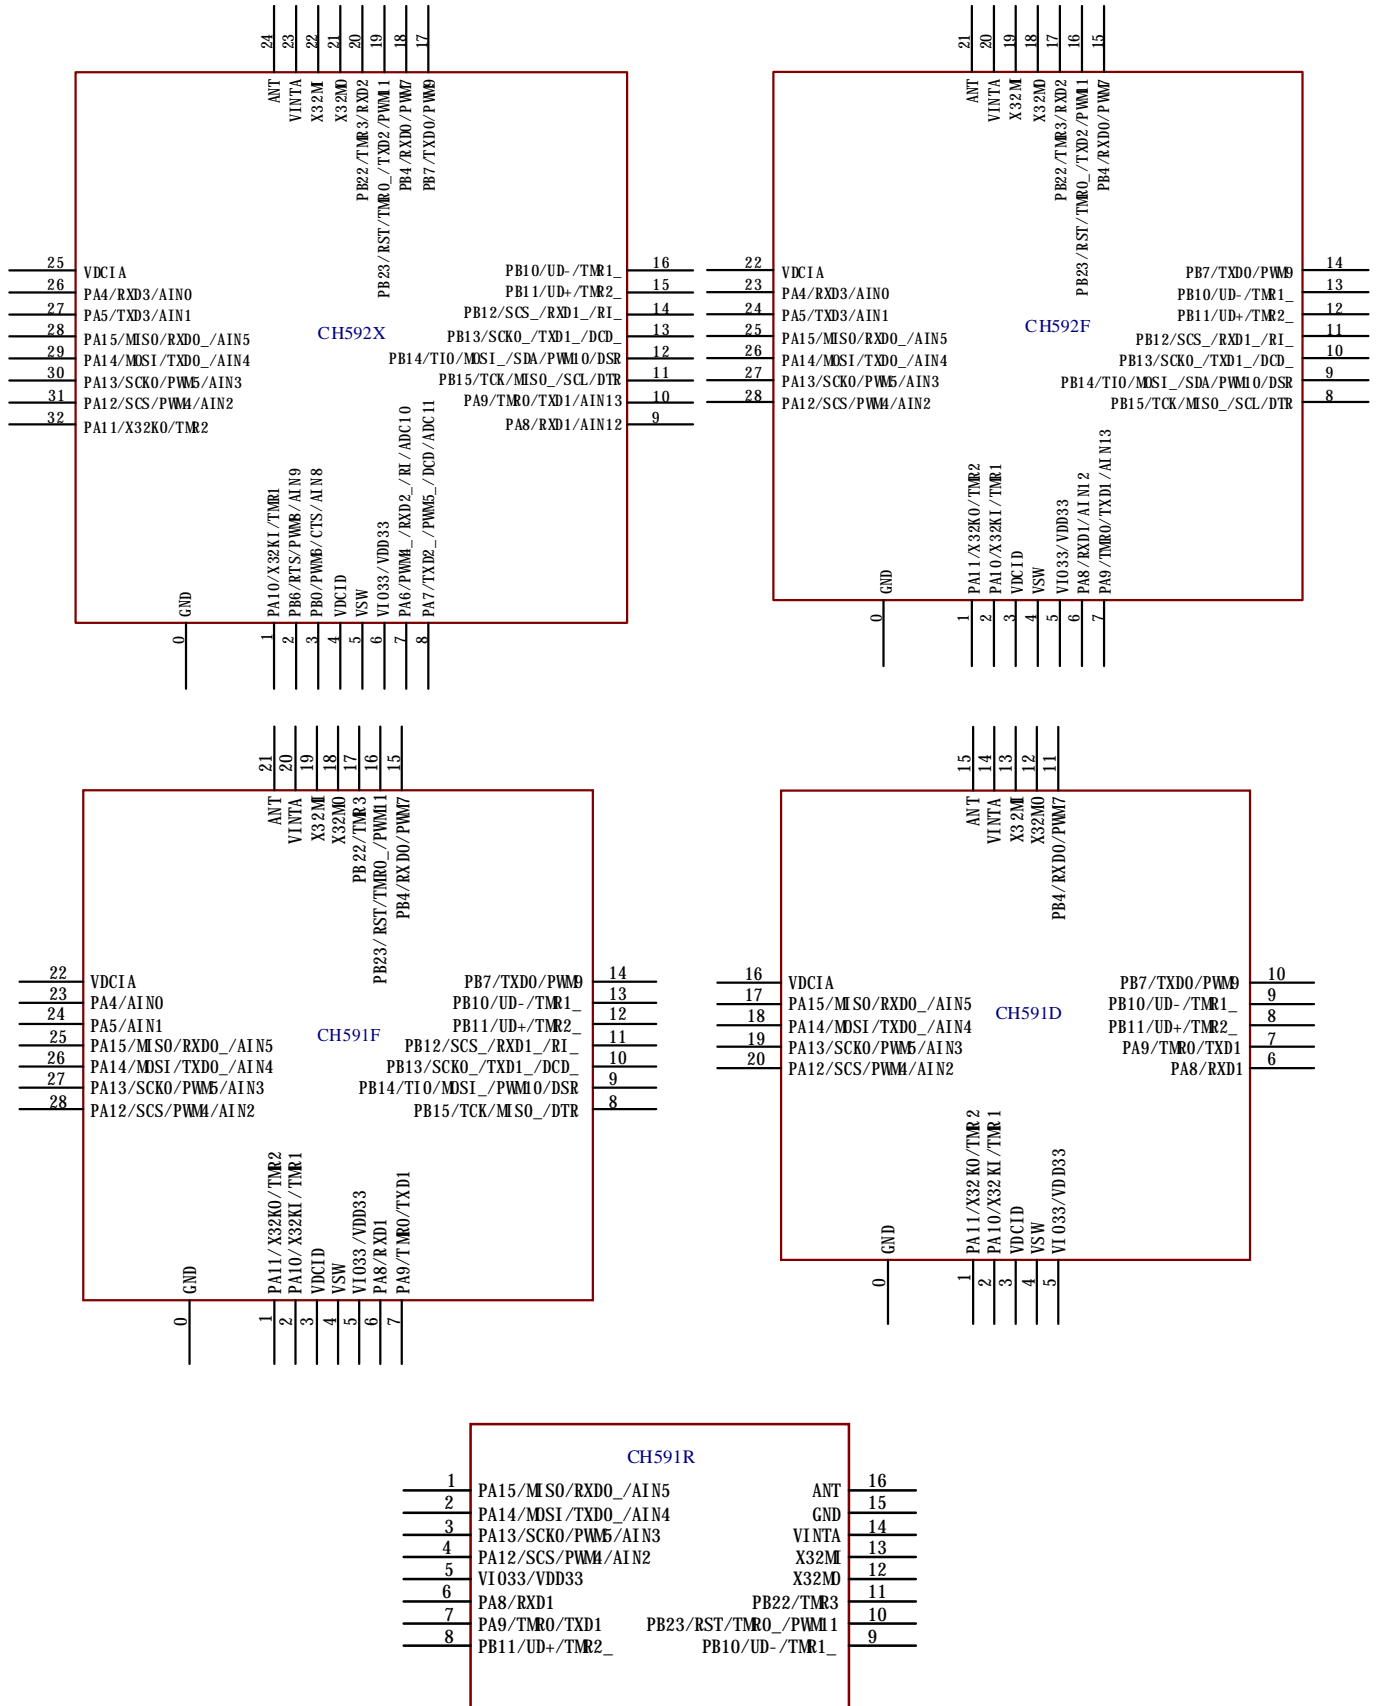 24 23 22 21 20 19 18 17
ANT
VINTA
X32MI
X32MO
PB22/TMR3/RXD2
PB23/RST/TMR0_/TXD2/PWM11
PB4/RXD0/PWM7
PB7/TXD0/PWM9
CH592X
25 VDCIA
26 PA4/RXD3/AIN0
27 PA5/TXD3/AIN1
28 PA15/MISO/RXD0_/AIN5
29 PA14/MOSI/TXD0_/AIN4
30 PA13/SCK0/PWM5/AIN3
31 PA12/SCS/PWM4/AIN2
32 PA11/X32KO/TMR2
PB10/UD-/TMR1_ 16
PB11/UD+/TMR2_ 15
PB12/SCS_/RXD1_/RI_ 14
PB13/SCK0_/TXD1_/DCD_ 13
PB14/TIO/MOSI_/SDA/PWM10/DSR 12
PB15/TCK/MISO_/SCL/DTR 11
PA9/TMR0/TXD1/AIN13 10
PA8/RXD1/AIN12 9
GND
PA10/X32KI/TMR1
PB6/RTS/PWM8/AIN9
PB0/PWM6/CTS/AIN8
VDCID
VSW
VIO33/VDD33
PA6/PWM4_/RXD2_/RI/ADC10
PA7/TXD2_/PWM5_/DCD/ADC11
0 1 2 3 4 5 6 7 8
21 20 19 18 17 16 15
ANT
VINTA
X32MI
X32MO
PB22/TMR3/RXD2
PB23/RST/TMR0_/TXD2/PWM11
PB4/RXD0/PWM7
CH592F
22 VDCIA
23 PA4/RXD3/AIN0
24 PA5/TXD3/AIN1
25 PA15/MISO/RXD0_/AIN5
26 PA14/MOSI/TXD0_/AIN4
27 PA13/SCK0/PWM5/AIN3
28 PA12/SCS/PWM4/AIN2
PB7/TXD0/PWM9 14
PB10/UD-/TMR1_ 13
PB11/UD+/TMR2_ 12
PB12/SCS_/RXD1_/RI_ 11
PB13/SCK0_/TXD1_/DCD_ 10
PB14/TIO/MOSI_/SDA/PWM10/DSR 9
PB15/TCK/MISO_/SCL/DTR 8
GND
PA11/X32KO/TMR2
PA10/X32KI/TMR1
VDCID
VSW
VIO33/VDD33
PA8/RXD1/AIN12
PA9/TMR0/TXD1/AIN13
0 1 2 3 4 5 6 7
21 20 19 18 17 16 15
ANT
VINTA
X32MI
X32MO
PB22/TMR3
PB23/RST/TMR0_/PWM11
PB4/RXD0/PWM7
CH591F
22 VDCIA
23 PA4/AIN0
24 PA5/AIN1
25 PA15/MISO/RXD0_/AIN5
26 PA14/MOSI/TXD0_/AIN4
27 PA13/SCK0/PWM5/AIN3
28 PA12/SCS/PWM4/AIN2
PB7/TXD0/PWM9 14
PB10/UD-/TMR1_ 13
PB11/UD+/TMR2_ 12
PB12/SCS_/RXD1_/RI_ 11
PB13/SCK0_/TXD1_/DCD_ 10
PB14/TIO/MOSI_/PWM10/DSR 9
PB15/TCK/MISO_/DTR 8
GND
PA11/X32KO/TMR2
PA10/X32KI/TMR1
VDCID
VSW
VIO33/VDD33
PA8/RXD1
PA9/TMR0/TXD1
0 1 2 3 4 5 6 7
15 14 13 12 11
ANT
VINTA
X32MI
X32MO
PB4/RXD0/PWM7
CH591D
16 VDCIA
17 PA15/MISO/RXD0_/AIN5
18 PA14/MOSI/TXD0_/AIN4
19 PA13/SCK0/PWM5/AIN3
20 PA12/SCS/PWM4/AIN2
PB7/TXD0/PWM9 10
PB10/UD-/TMR1_ 9
PB11/UD+/TMR2_ 8
PA9/TMR0/TXD1 7
PA8/RXD1 6
GND
PA11/X32KO/TMR2
PA10/X32KI/TMR1
VDCID
VSW
VIO33/VDD33
0 1 2 3 4 5
CH591R
1 PA15/MISO/RXD0_/AIN5
2 PA14/MOSI/TXD0_/AIN4
3 PA13/SCK0/PWM5/AIN3
4 PA12/SCS/PWM4/AIN2
5 VIO33/VDD33
6 PA8/RXD1
7 PA9/TMR0/TXD1
8 PB11/UD+/TMR2_
ANT 16
GND 15
VINTA 14
X32MI 13
X32MO 12
PB22/TMR3 11
PB23/RST/TMR0_/PWM11 10
PB10/UD-/TMR1_ 9